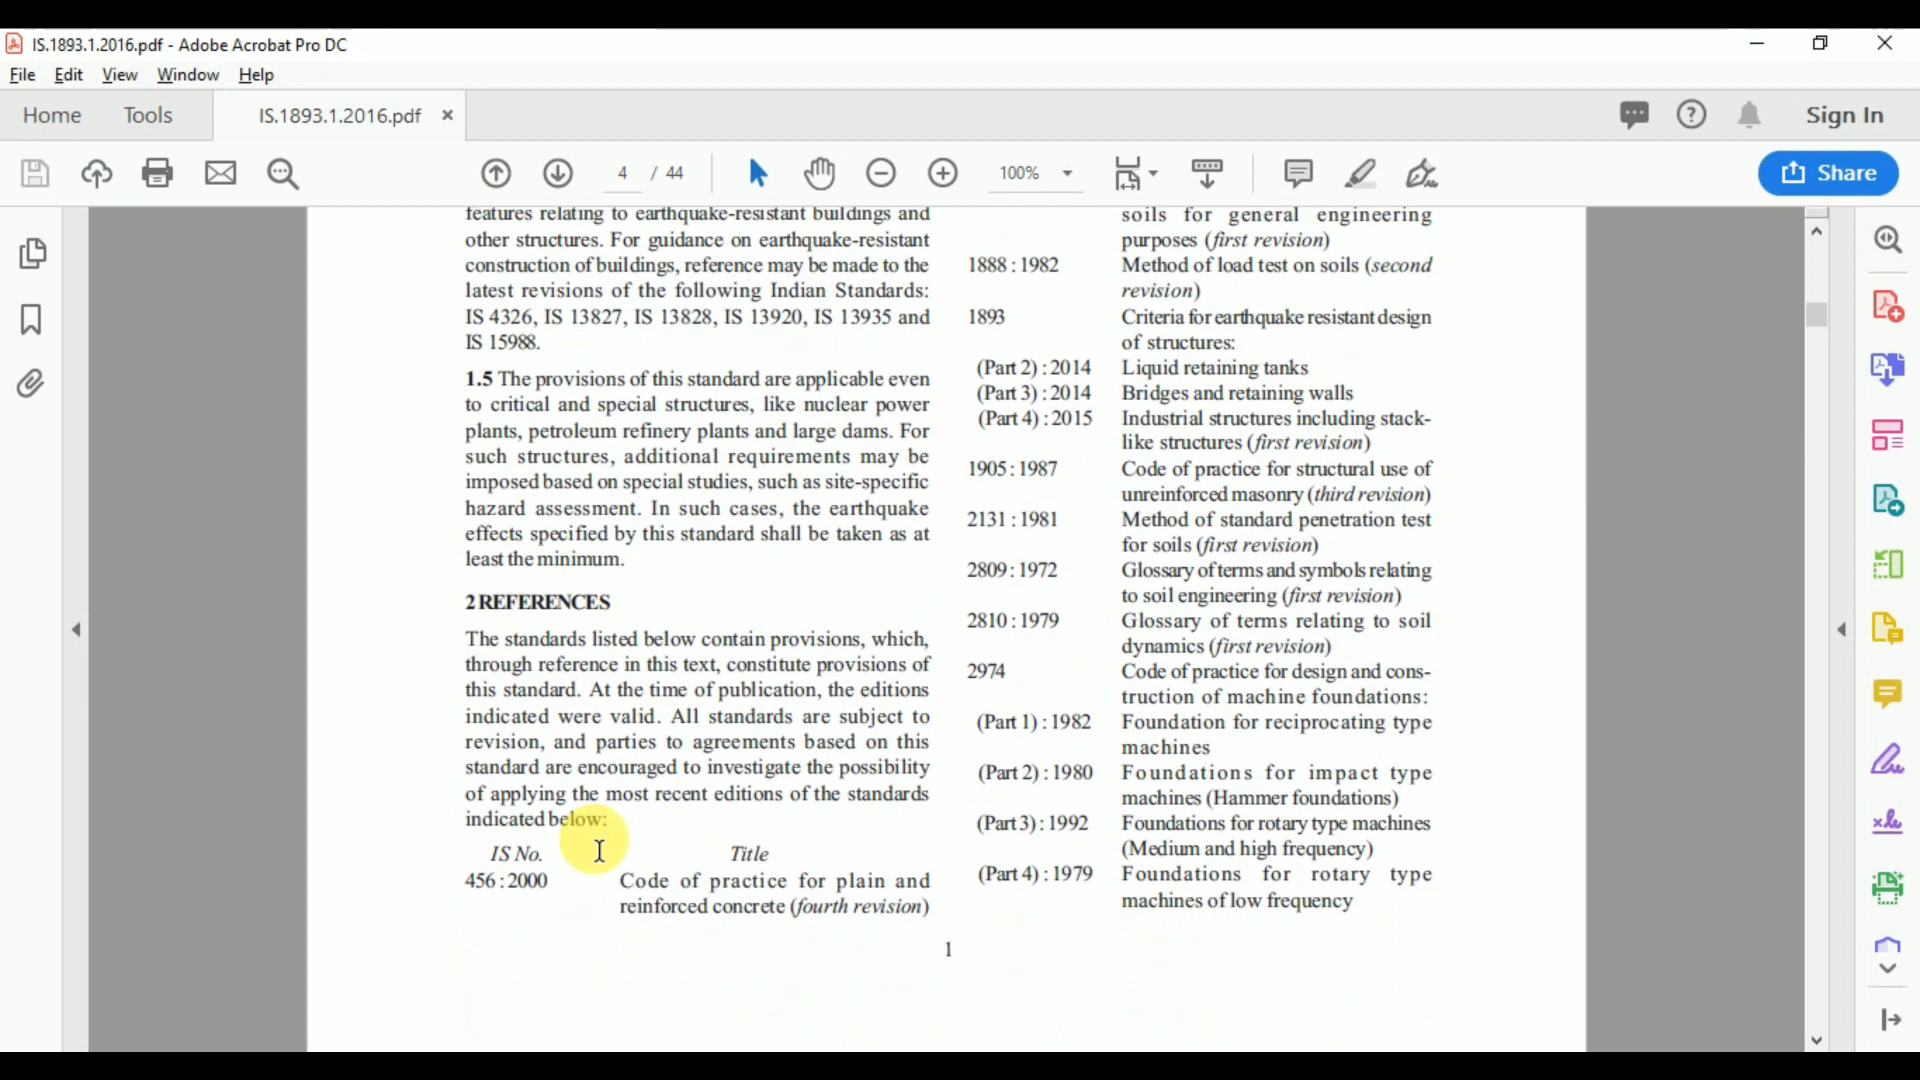 IS.1893.1.2016.pdf - Adobe Acrobat Pro DC
File Edit View Window Help
Home Tools IS.1893.1.2016.pdf × Sign In
4 / 44 100% Share
features relating to earthquake-resistant buildings and
other structures. For guidance on earthquake-resistant
construction of buildings, reference may be made to the
latest revisions of the following Indian Standards:
IS 4326, IS 13827, IS 13828, IS 13920, IS 13935 and
IS 15988.
1.5 The provisions of this standard are applicable even
to critical and special structures, like nuclear power
plants, petroleum refinery plants and large dams. For
such structures, additional requirements may be
imposed based on special studies, such as site-specific
hazard assessment. In such cases, the earthquake
effects specified by this standard shall be taken as at
least the minimum.
2 REFERENCES
The standards listed below contain provisions, which,
through reference in this text, constitute provisions of
this standard. At the time of publication, the editions
indicated were valid. All standards are subject to
revision, and parties to agreements based on this
standard are encouraged to investigate the possibility
of applying the most recent editions of the standards
indicated below:
IS No. Title
456 : 2000 Code of practice for plain and
reinforced concrete (fourth revision)
soils for general engineering
purposes (first revision)
1888 : 1982 Method of load test on soils (second
revision)
1893 Criteria for earthquake resistant design
of structures:
(Part 2) : 2014 Liquid retaining tanks
(Part 3) : 2014 Bridges and retaining walls
(Part 4) : 2015 Industrial structures including stack-
like structures (first revision)
1905 : 1987 Code of practice for structural use of
unreinforced masonry (third revision)
2131 : 1981 Method of standard penetration test
for soils (first revision)
2809 : 1972 Glossary of terms and symbols relating
to soil engineering (first revision)
2810 : 1979 Glossary of terms relating to soil
dynamics (first revision)
2974 Code of practice for design and cons-
truction of machine foundations:
(Part 1) : 1982 Foundation for reciprocating type
machines
(Part 2) : 1980 Foundations for impact type
machines (Hammer foundations)
(Part 3) : 1992 Foundations for rotary type machines
(Medium and high frequency)
(Part 4) : 1979 Foundations for rotary type
machines of low frequency
1